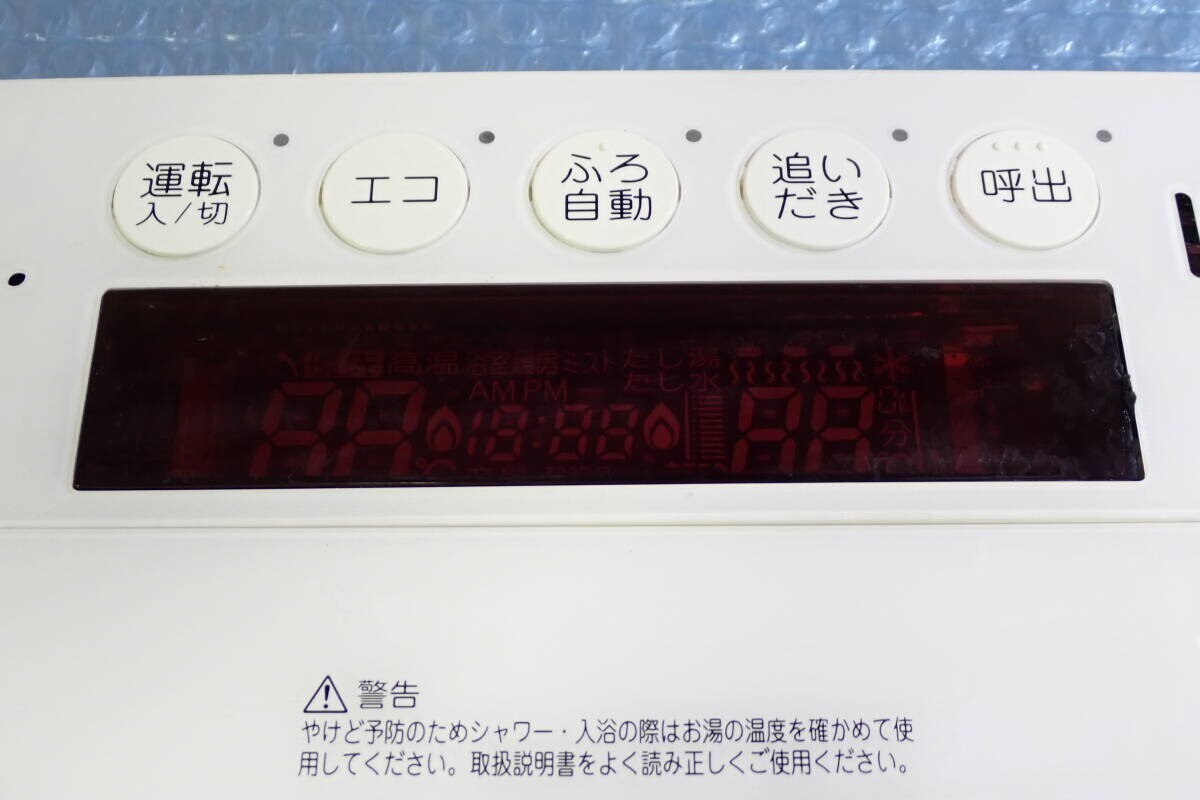 運転
入/切
エコ
ふろ
自動
追い
だき
呼出
高温 浴室暖房 ミスト たし湯
たし水
AM PM
88 18:88 88
℃
分
⚠警告
やけど予防のためシャワー・入浴の際はお湯の温度を確かめて使
用してください。取扱説明書をよく読み正しくご使用ください。